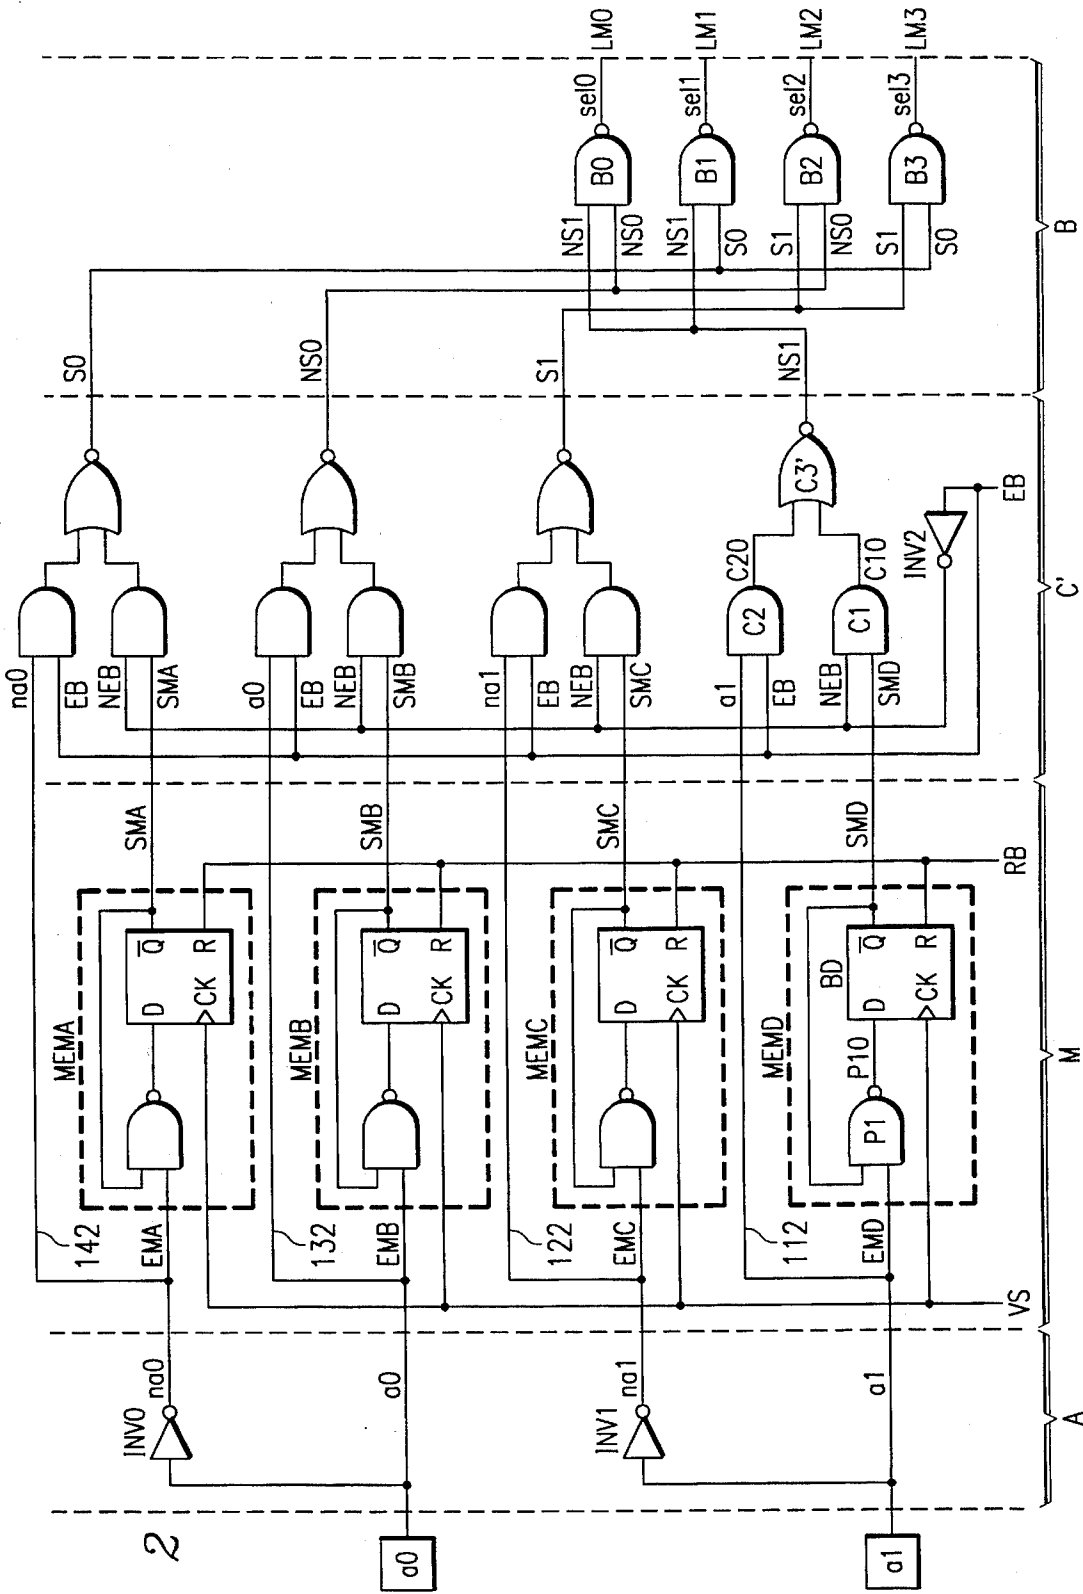 2
a0
a1
INV0
na0
a0
INV1
na1
a1
A
142
EMA
132
EMB
122
EMC
112
EMD
VS
MEMA
D
Q̅
CK
R
SMA
MEMB
D
Q̅
CK
R
SMB
MEMC
D
Q̅
CK
R
SMC
MEMD
P1
P10
BD
D
Q̅
CK
R
SMD
RB
M
na0
EB
NEB
SMA
a0
EB
NEB
SMB
na1
EB
NEB
SMC
a1
EB
NEB
SMD
C2
C20
C1
C10
C3'
INV2
EB
C'
S0
NS0
S1
NS1
NS1
NS0
B0
sel0
LM0
NS1
S0
B1
sel1
LM1
S1
NS0
B2
sel2
LM2
S1
S0
B3
sel3
LM3
B